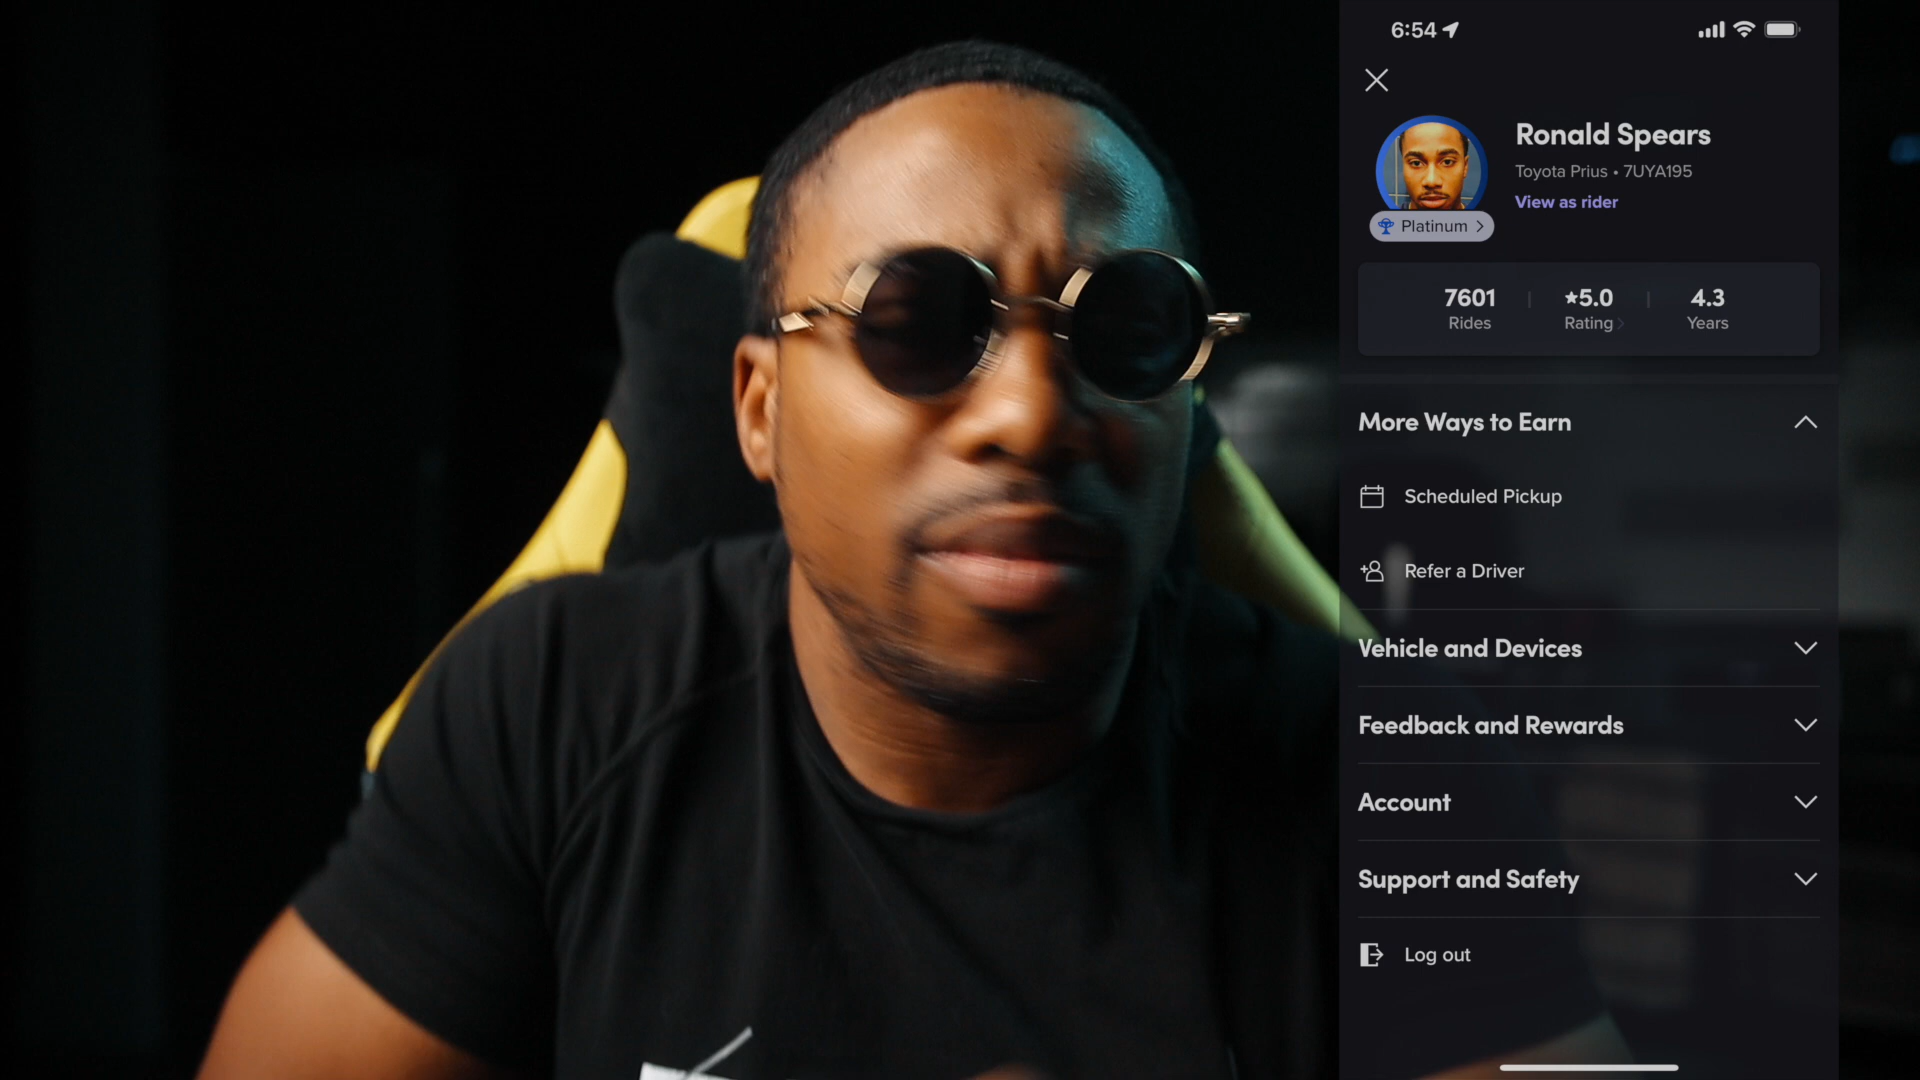 6:54
Ronald Spears
Toyota Prius • 7UYA195
View as rider
Platinum
7601
★5.0
4.3
Rides
Rating
Years
More Ways to Earn
Scheduled Pickup
Refer a Driver
Vehicle and Devices
Feedback and Rewards
Account
Support and Safety
Log out